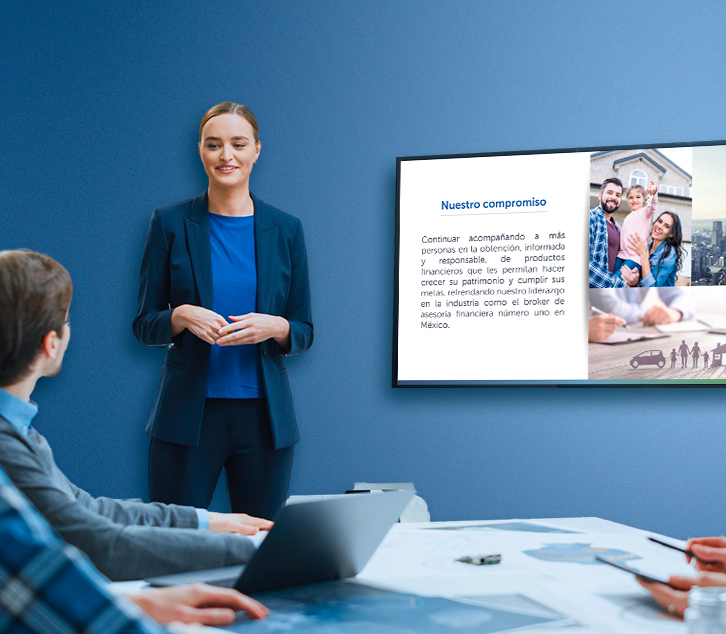 Nuestro compromiso
Continuar acompañando a más
personas en la obtención, informada
y responsable, de productos
financieros que les permitan hacer
crecer su patrimonio y cumplir sus
metas, refrendando nuestro liderazgo
en la industria como el broker de
asesoría financiera número uno en
México.